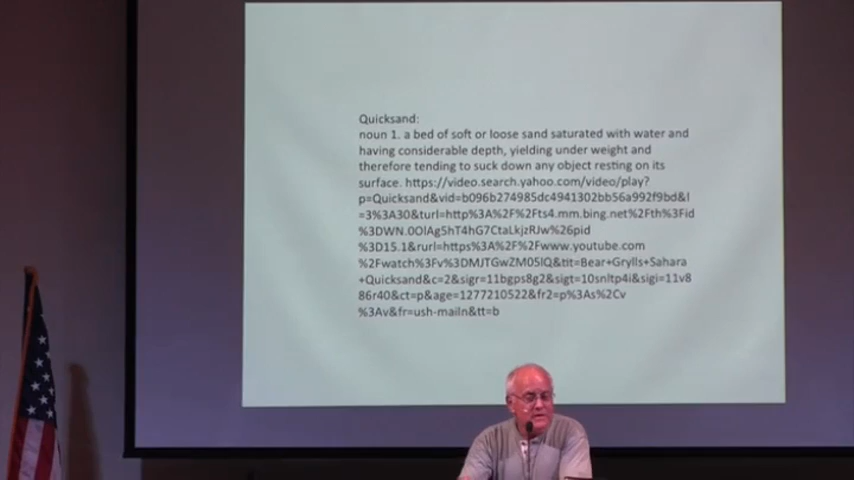 Quicksand:
noun 1. a bed of soft or loose sand saturated with water and
having considerable depth, yielding under weight and
therefore tending to suck down any object resting on its
surface. https://video.search.yahoo.com/video/play?
p=Quicksand&vid=b096b274985dc4941302bb56a992f9bd&l
=3%3A30&turl=http%3A%2F%2Fts4.mm.bing.net%2Fth%3Fid
%3DWN.0OlAg5hT4hG7CtaLkjzRJw%26pid
%3D15.1&rurl=https%3A%2F%2Fwww.youtube.com
%2Fwatch%3Fv%3DMJTGwZM05lQ&tit=Bear+Grylls+Sahara
+Quicksand&c=2&sigr=11bgps8g2&sigt=10snltp4i&sigi=11v8
86r40&ct=p&age=1277210522&fr2=p%3As%2Cv
%3Av&fr=ush-mailn&tt=b